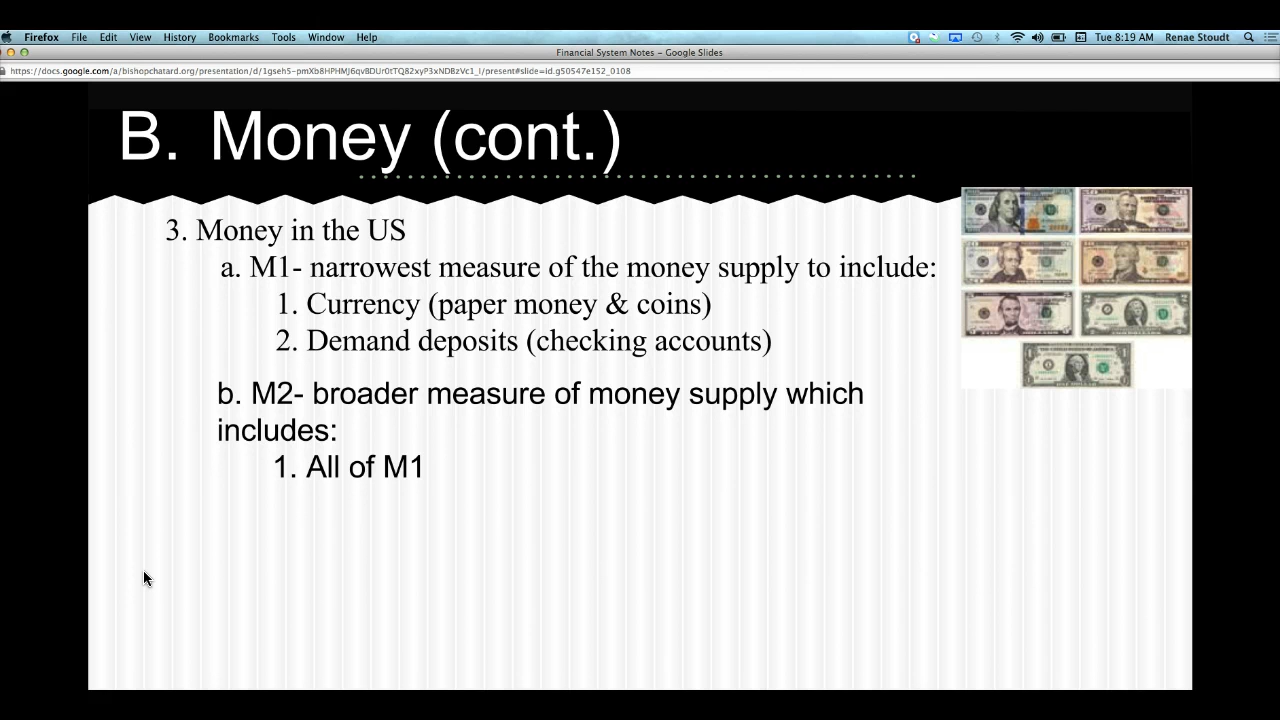 Firefox File Edit View History Bookmarks Tools Window Help Tue 8:19 AM Renae Stoudt
Financial System Notes – Google Slides
B. Money (cont.)
3. Money in the US
a. M1- narrowest measure of the money supply to include:
1. Currency (paper money & coins)
2. Demand deposits (checking accounts)
b. M2- broader measure of money supply which
includes:
1. All of M1